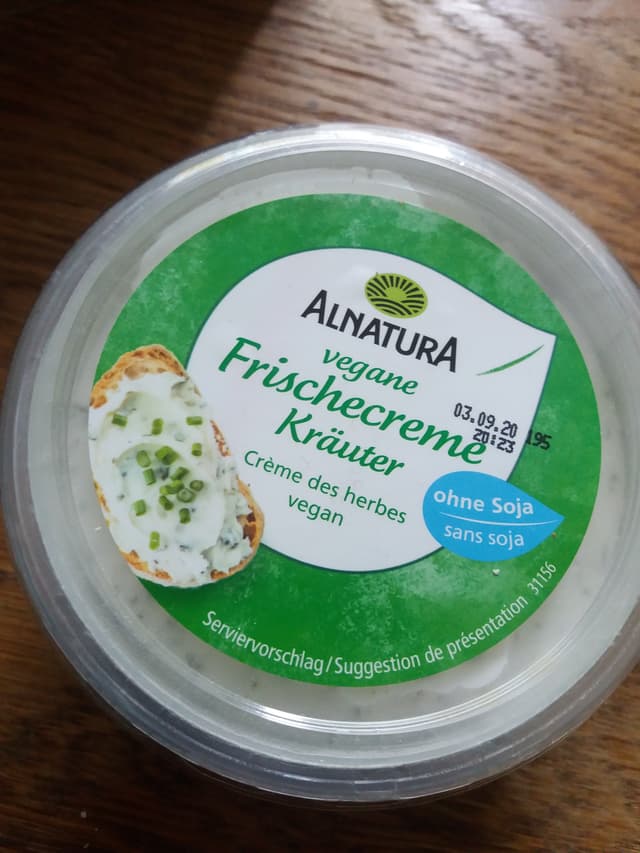 ALNATURA
vegane
Frischecreme
Kräuter
Crème des herbes
vegan
03.09.20 195
20:23
ohne Soja
sans soja
Serviervorschlag/Suggestion de présentation 31156